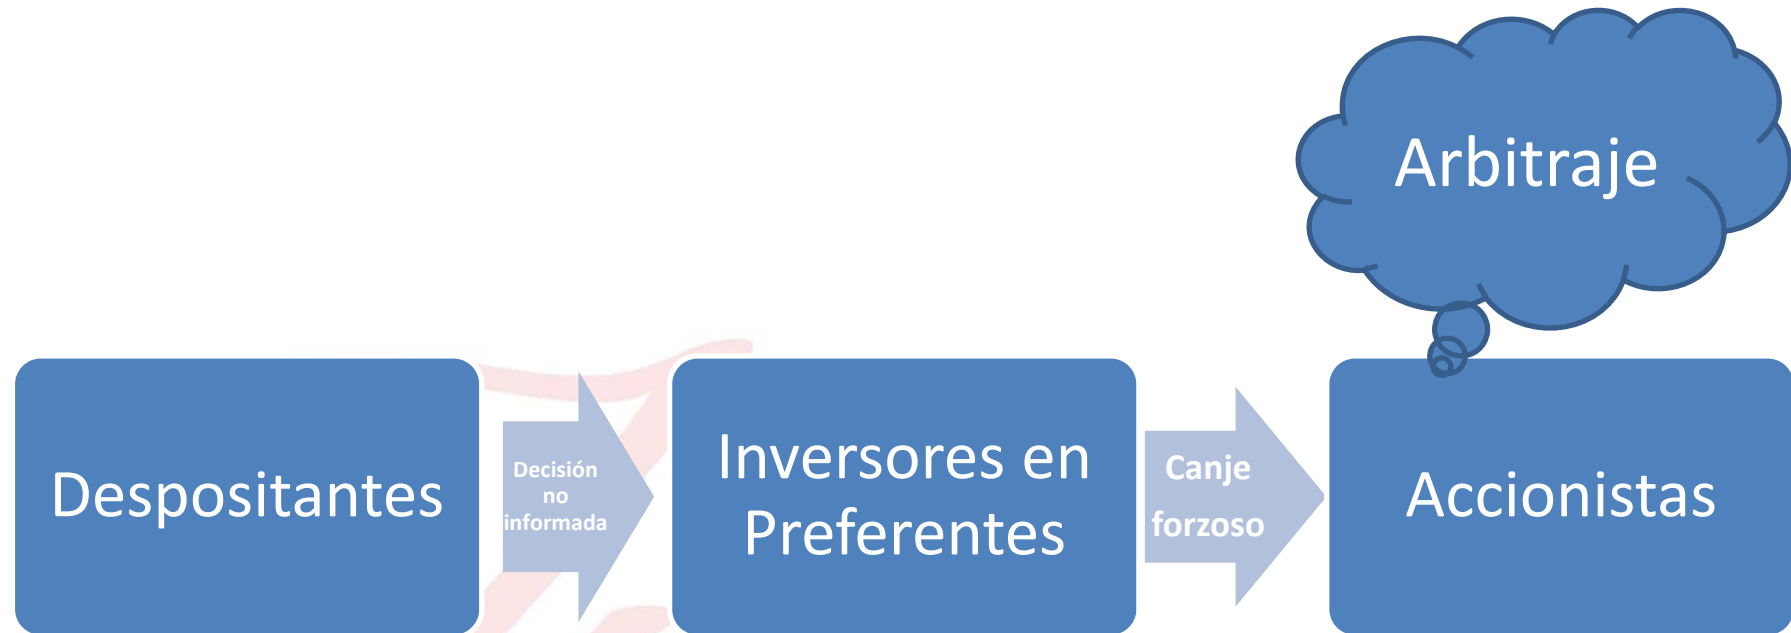 Arbitraje
Despositantes
Decisión
no
informada
Inversores en
Preferentes
Canje
forzoso
Accionistas